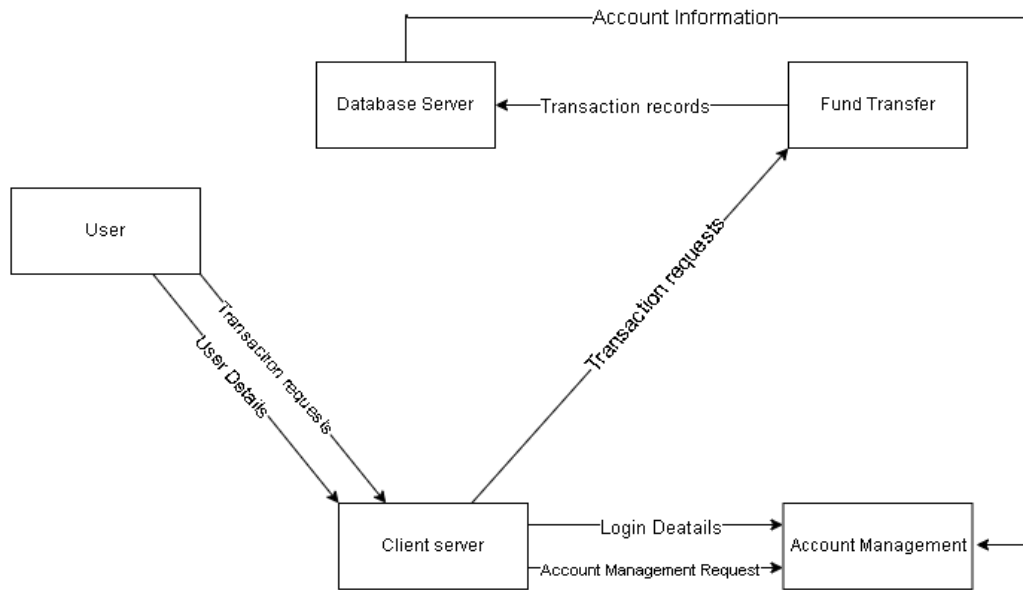 Account Information
Database Server
Transaction records
Fund Transfer
User
Transacitron requests
User Details
Transaction requests
Client server
Login Deatails
Account Management Request
Account Management